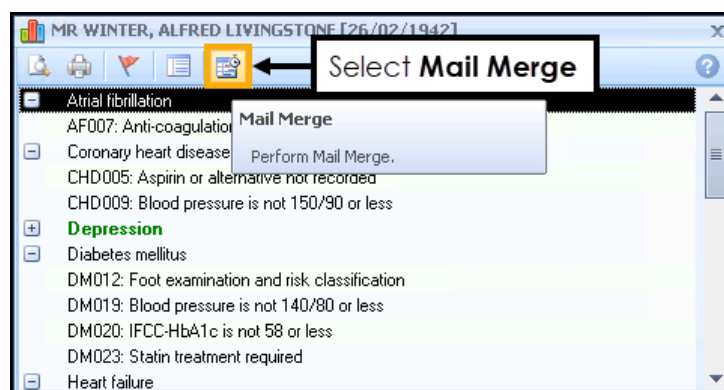 MR WINTER, ALFRED LIVINGSTONE [26/02/1942]
Select Mail Merge
Atrial fibrillation
AF007: Anti-coagulation
Mail Merge
Perform Mail Merge.
Coronary heart disease
CHD005: Aspirin or alternative not recorded
CHD009: Blood pressure is not 150/90 or less
Depression
Diabetes mellitus
DM012: Foot examination and risk classification
DM019: Blood pressure is not 140/80 or less
DM020: IFCC-HbA1c is not 58 or less
DM023: Statin treatment required
Heart failure